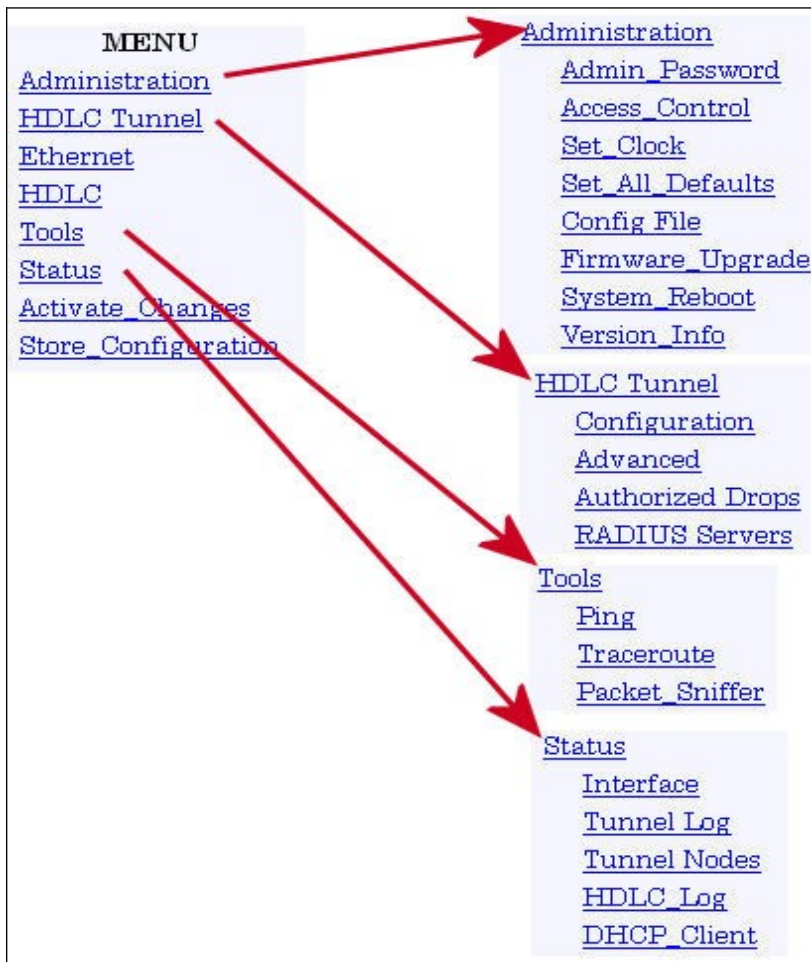 MENU
Administration
HDLC Tunnel
Ethernet
HDLC
Tools
Status
Activate_Changes
Store_Configuration
Administration
Admin_Password
Access_Control
Set_Clock
Set_All_Defaults
Config File
Firmware_Upgrade
System_Reboot
Version_Info
HDLC Tunnel
Configuration
Advanced
Authorized Drops
RADIUS Servers
Tools
Ping
Traceroute
Packet_Sniffer
Status
Interface
Tunnel Log
Tunnel Nodes
HDLC_Log
DHCP_Client